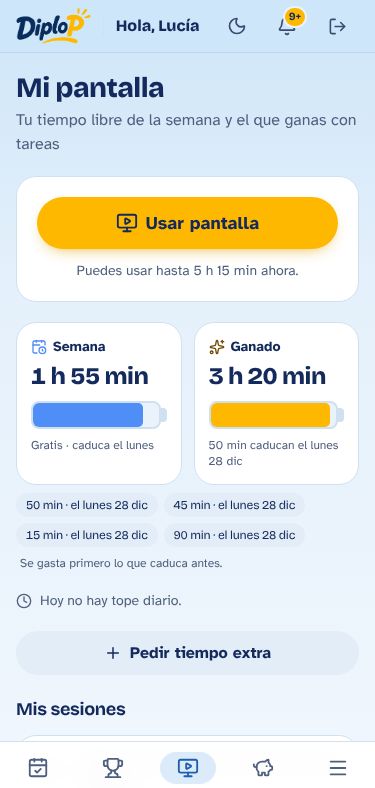 DiploP
Hola, Lucía
9+
Mi pantalla
Tu tiempo libre de la semana y el que ganas con
tareas
Usar pantalla
Puedes usar hasta 5 h 15 min ahora.
Semana
1 h 55 min
Gratis · caduca el lunes
Ganado
3 h 20 min
50 min caducan el lunes
28 dic
50 min · el lunes 28 dic
45 min · el lunes 28 dic
15 min · el lunes 28 dic
90 min · el lunes 28 dic
Se gasta primero lo que caduca antes.
Hoy no hay tope diario.
Pedir tiempo extra
Mis sesiones